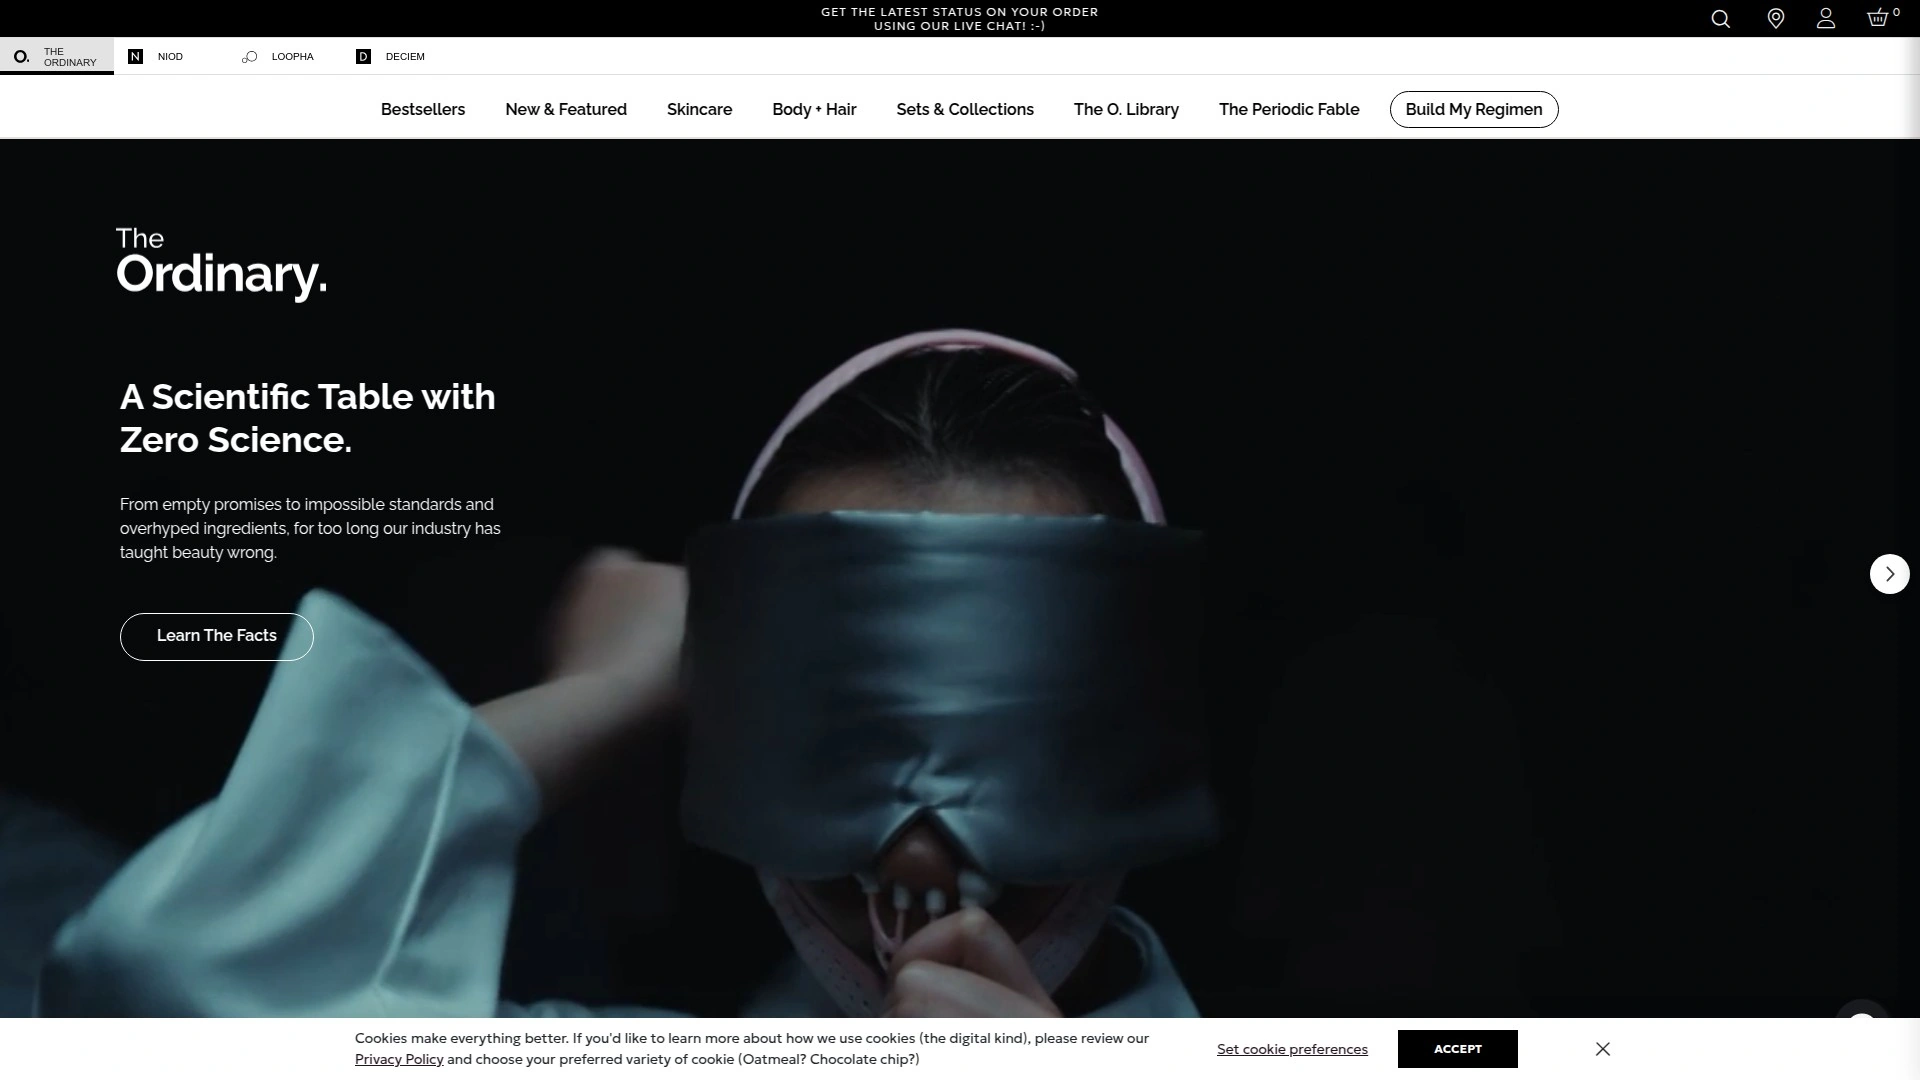 GET THE LATEST STATUS ON YOUR ORDER
USING OUR LIVE CHAT! :-)
0
O.
THE
ORDINARY
N
NIOD
LOOPHA
D
DECIEM
Bestsellers
New & Featured
Skincare
Body + Hair
Sets & Collections
The O. Library
The Periodic Fable
Build My Regimen
The
Ordinary.
A Scientific Table with
Zero Science.
From empty promises to impossible standards and
overhyped ingredients, for too long our industry has
taught beauty wrong.
Learn The Facts
Cookies make everything better. If you'd like to learn more about how we use cookies (the digital kind), please review our
Privacy Policy and choose your preferred variety of cookie (Oatmeal? Chocolate chip?)
Set cookie preferences
ACCEPT